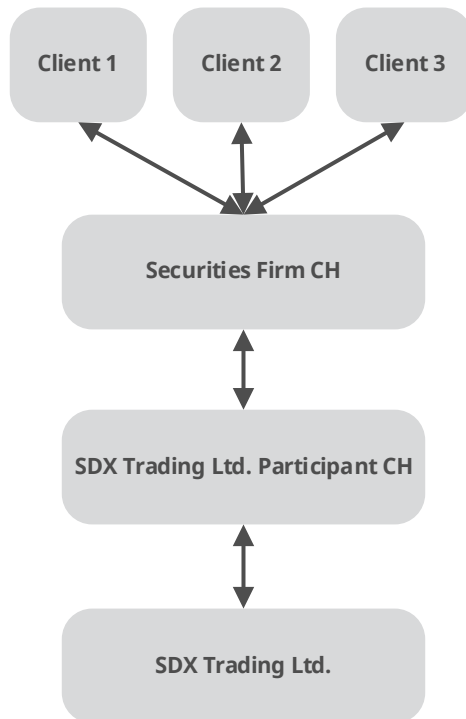 Client 1
Client 2
Client 3
Securities Firm CH
SDX Trading Ltd. Participant CH
SDX Trading Ltd.